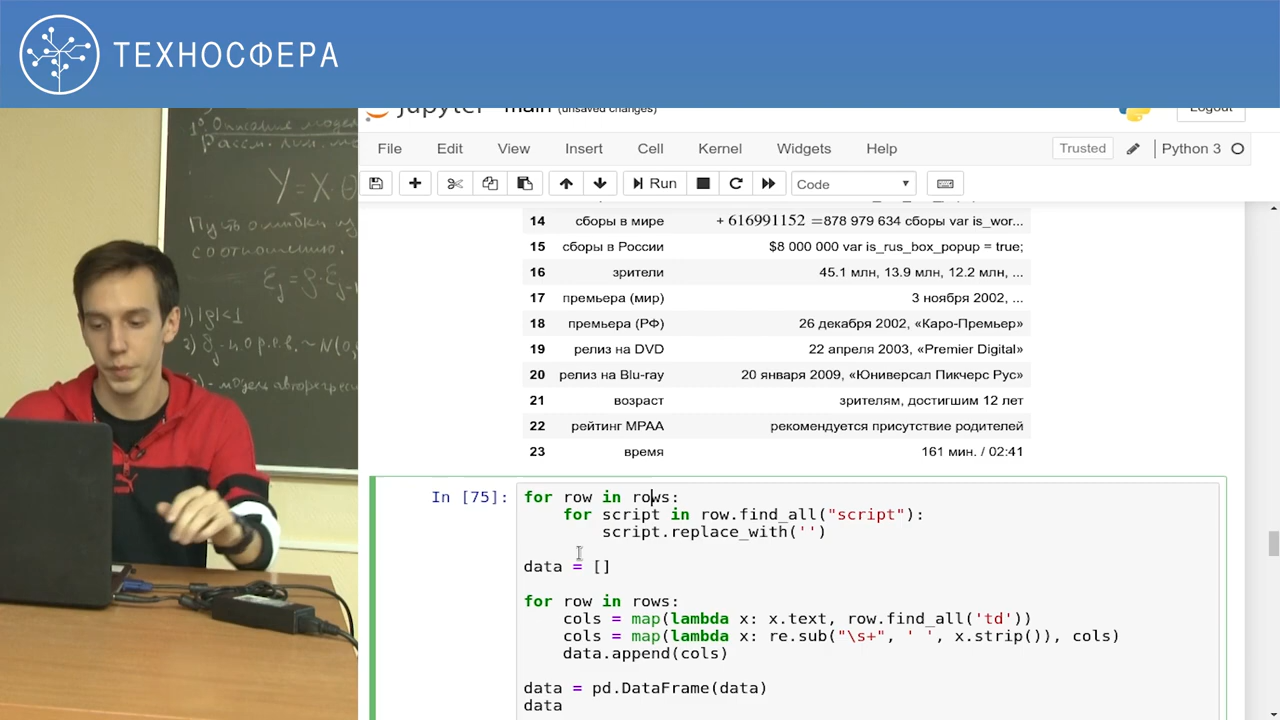 ТЕХНОСФЕРА
1º. Описание
Y = X · Θ
Пусть ошибки
соотношению.
1) |ρ|<1
jupyter main (unsaved changes)
Logout
File Edit View Insert Cell Kernel Widgets Help Trusted Python 3
Run Code
14 сборы в мире + 616991152 =878 979 634 сборы var is_wor...
15 сборы в России $8 000 000 var is_rus_box_popup = true;
16 зрители 45.1 млн, 13.9 млн, 12.2 млн, ...
17 премьера (мир) 3 ноября 2002, ...
18 премьера (РФ) 26 декабря 2002, «Каро-Премьер»
19 релиз на DVD 22 апреля 2003, «Premier Digital»
20 релиз на Blu-ray 20 января 2009, «Юниверсал Пикчерс Рус»
21 возраст зрителям, достигшим 12 лет
22 рейтинг MPAA рекомендуется присутствие родителей
23 время 161 мин. / 02:41
In [75]: for row in rows:
for script in row.find_all("script"):
script.replace_with('')
data = []
for row in rows:
cols = map(lambda x: x.text, row.find_all('td'))
cols = map(lambda x: re.sub("\s+", ' ', x.strip()), cols)
data.append(cols)
data = pd.DataFrame(data)
data